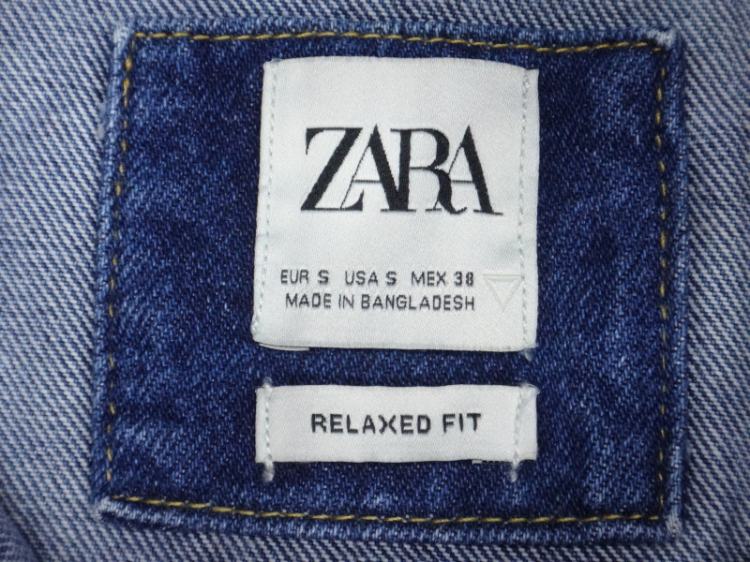 ZARA
EUR S USA S MEX 38
MADE IN BANGLADESH
RELAXED FIT